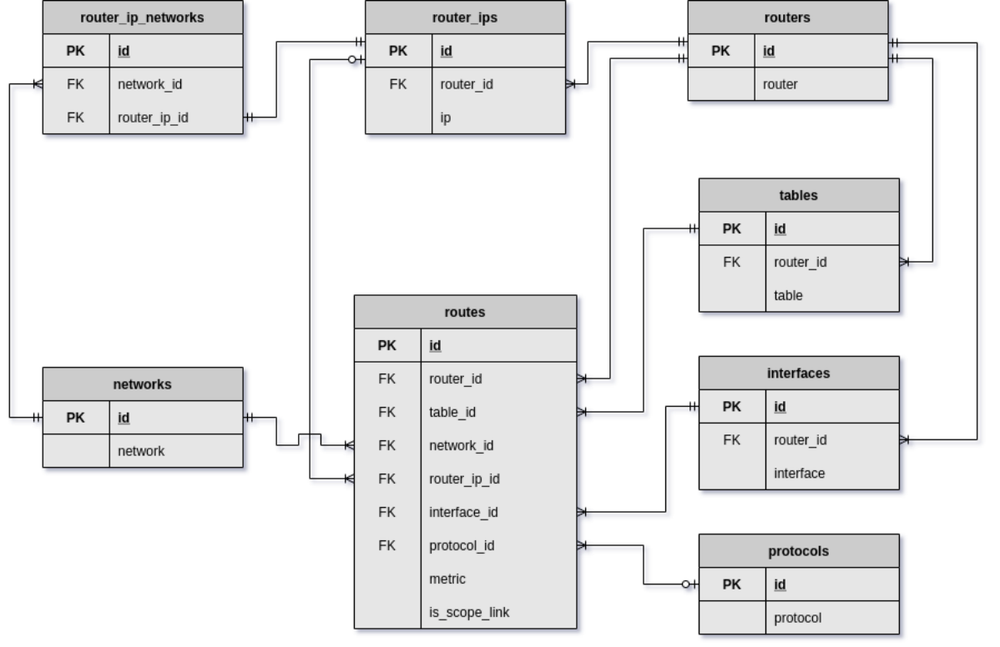 router_ip_networks
PK id
FK network_id
FK router_ip_id
router_ips
PK id
FK router_id
ip
routers
PK id
router
tables
PK id
FK router_id
table
routes
PK id
FK router_id
FK table_id
FK network_id
FK router_ip_id
FK interface_id
FK protocol_id
metric
is_scope_link
networks
PK id
network
interfaces
PK id
FK router_id
interface
protocols
PK id
protocol